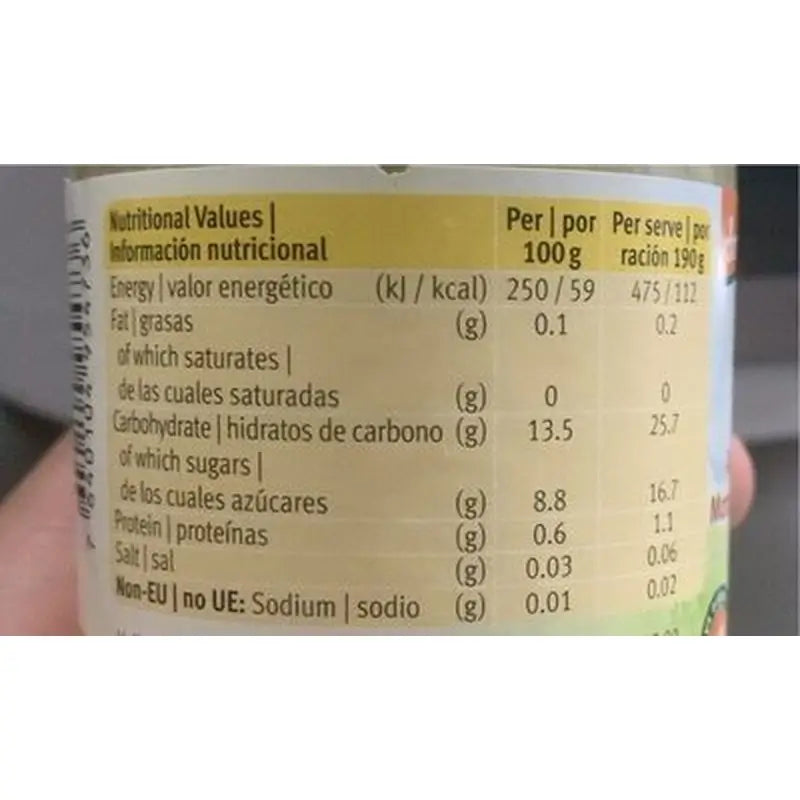 Nutritional Values | Per | por Per serve | por
Información nutricional 100 g ración 190g
Energy | valor energético (kJ / kcal) 250 / 59 475 / 112
Fat | grasas (g) 0.1 0.2
of which saturates |
de las cuales saturadas (g) 0 0
Carbohydrate | hidratos de carbono (g) 13.5 25.7
of which sugars |
de los cuales azúcares (g) 8.8 16.7
Protein | proteínas (g) 0.6 1.1
Salt | sal (g) 0.03 0.06
Non-EU | no UE: Sodium | sodio (g) 0.01 0.02